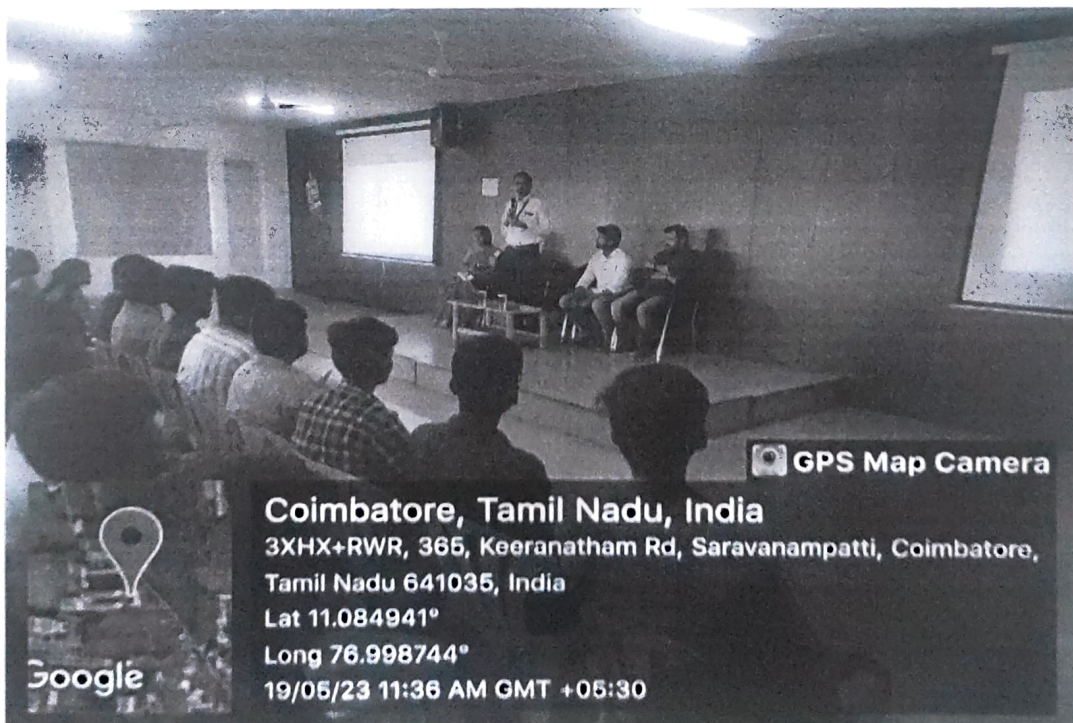 GPS Map Camera
Coimbatore, Tamil Nadu, India
3XHX+RWR, 365, Keeranatham Rd, Saravanampatti, Coimbatore,
Tamil Nadu 641035, India
Lat 11.084941°
Long 76.998744°
19/05/23 11:36 AM GMT +05:30
Google